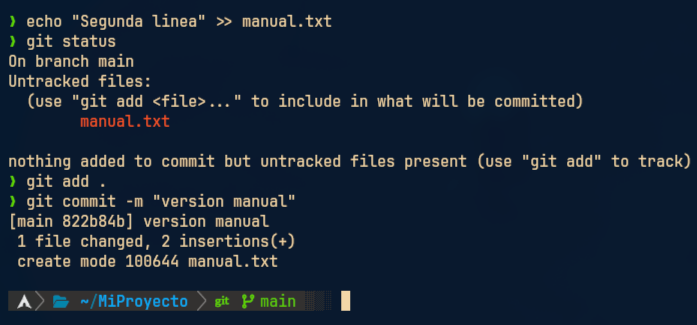 ❯ echo "Segunda linea" >> manual.txt
❯ git status
On branch main
Untracked files:
  (use "git add <file>..." to include in what will be committed)
        manual.txt

nothing added to commit but untracked files present (use "git add" to track)
❯ git add .
❯ git commit -m "version manual"
[main 822b84b] version manual
 1 file changed, 2 insertions(+)
 create mode 100644 manual.txt

~/MiProyecto git main